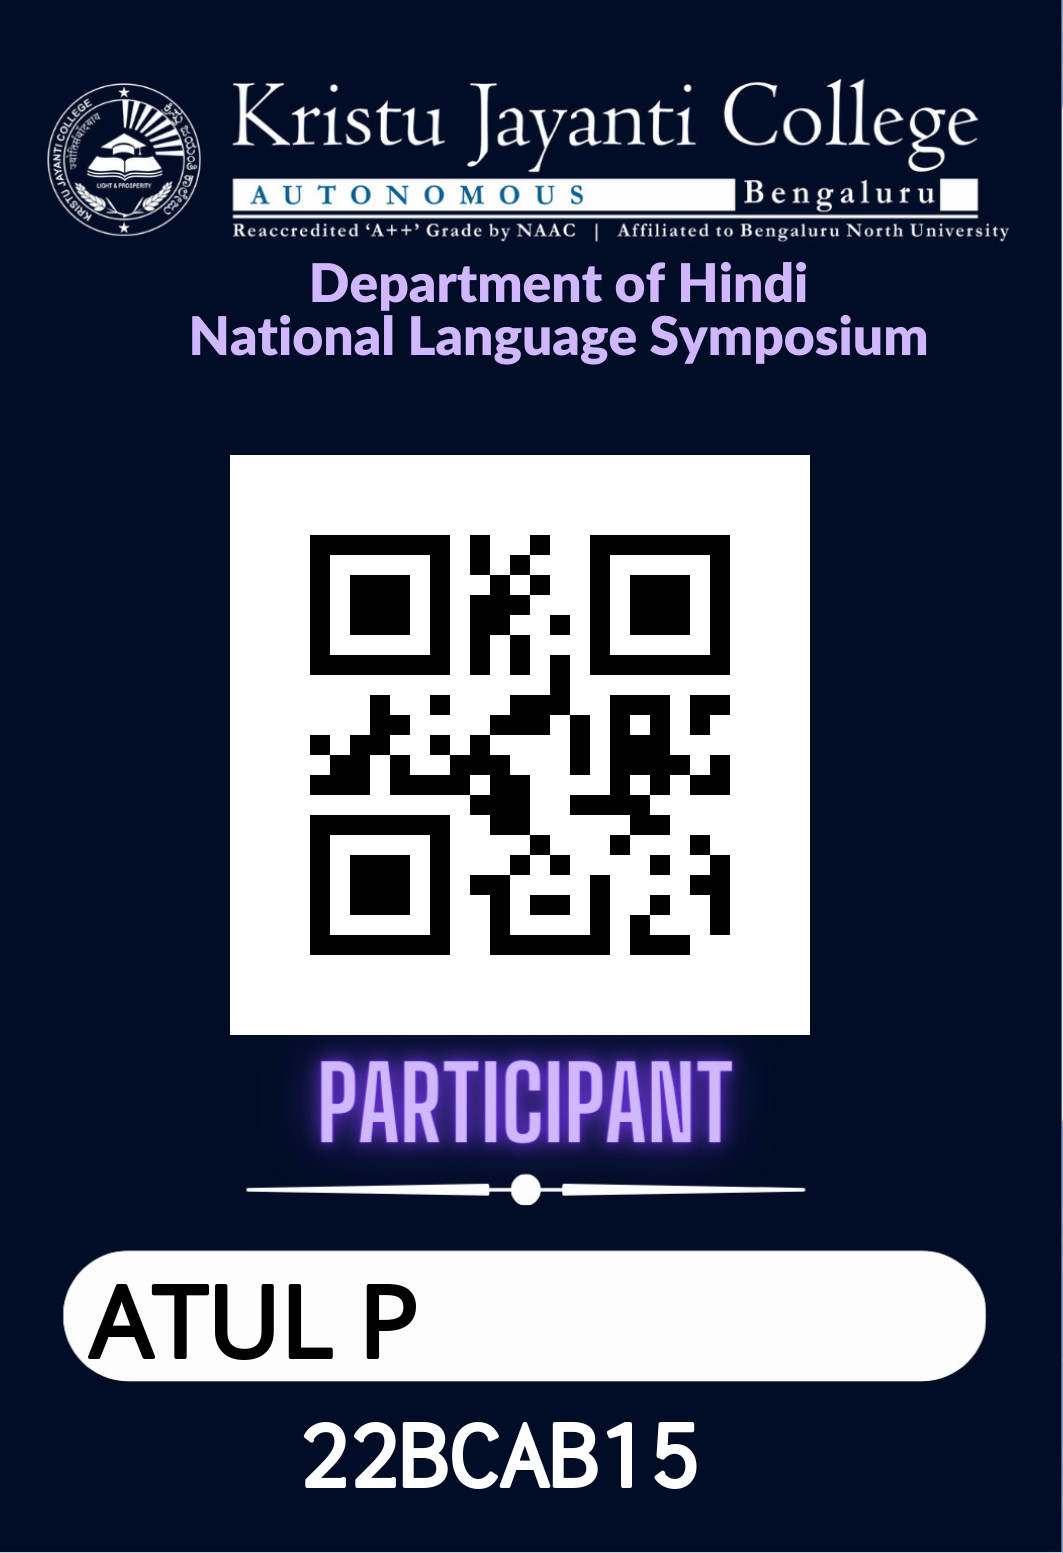 KRISTU JAYANTI COLLEGE
LIGHT & PROSPERITY
Kristu Jayanti College
AUTONOMOUS Bengaluru
Reaccredited ‘A++’ Grade by NAAC | Affiliated to Bengaluru North University
Department of Hindi
National Language Symposium
PARTICIPANT
ATUL P
22BCAB15